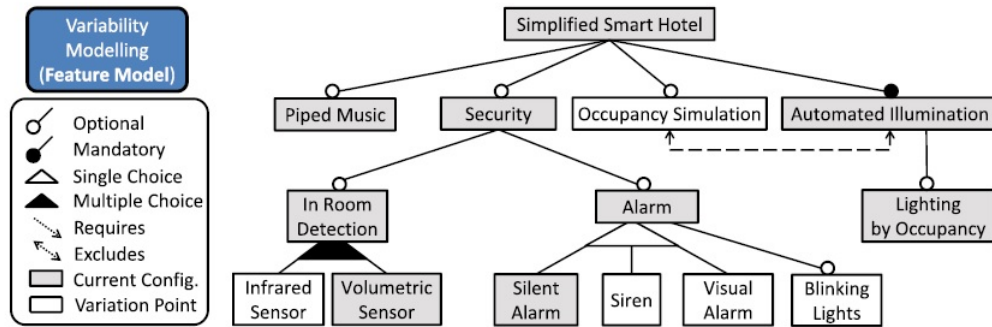 Variability
Modelling
(Feature Model)
Optional
Mandatory
Single Choice
Multiple Choice
Requires
Excludes
Current Config.
Variation Point
Simplified Smart Hotel
Piped Music
Security
Occupancy Simulation
Automated Illumination
In Room
Detection
Alarm
Lighting
by Occupancy
Infrared
Sensor
Volumetric
Sensor
Silent
Alarm
Siren
Visual
Alarm
Blinking
Lights